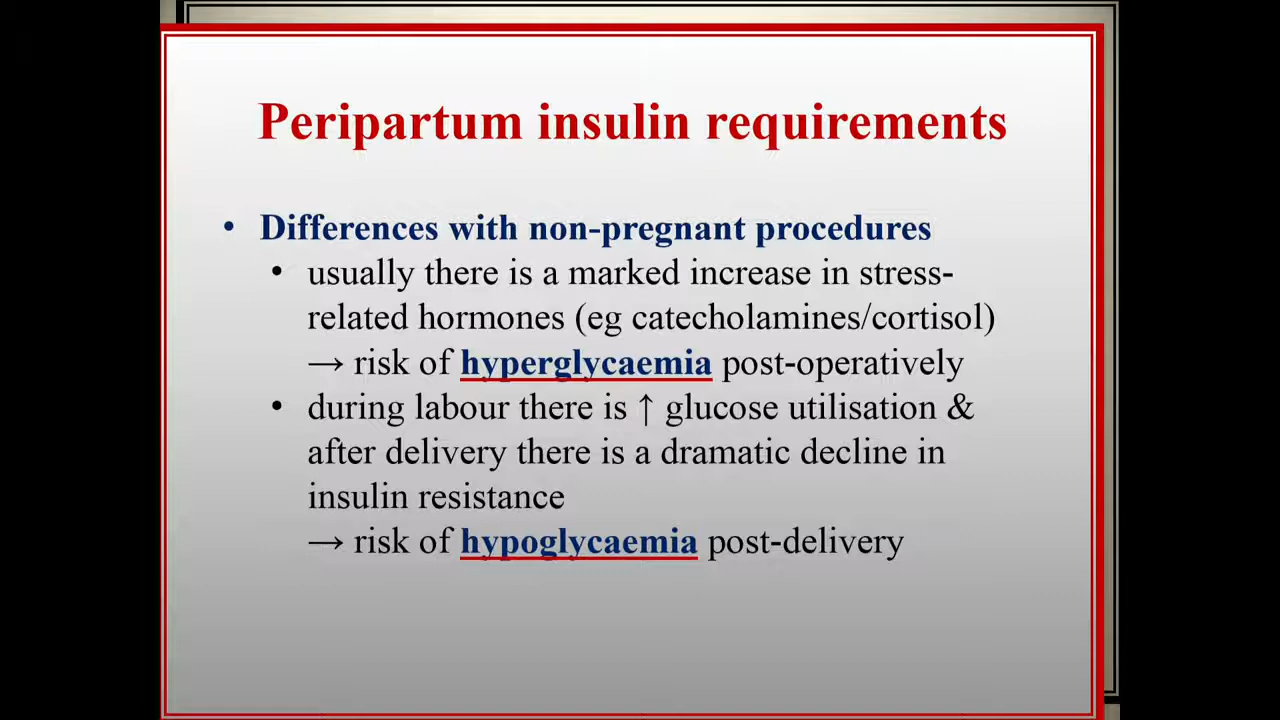 Peripartum insulin requirements
• Differences with non-pregnant procedures
• usually there is a marked increase in stress-
related hormones (eg catecholamines/cortisol)
→ risk of hyperglycaemia post-operatively
• during labour there is ↑ glucose utilisation &
after delivery there is a dramatic decline in
insulin resistance
→ risk of hypoglycaemia post-delivery